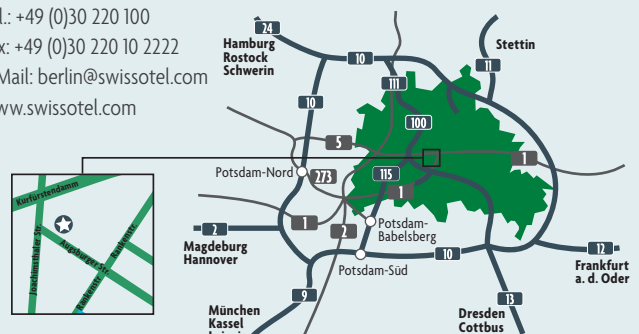 l.: +49 (0)30 220 100
x: +49 (0)30 220 10 2222
Mail: berlin@swissotel.com
ww.swissotel.com
24
Hamburg
Rostock
Schwerin
10
Stettin
11
111
10
100
5
1
Potsdam-Nord
273
115
1
Kurfürstendamm
Joachimsthaler Str.
Augsburger Str.
Rankestr.
Rankestr.
1
2
Potsdam-
Babelsberg
2
Magdeburg
Hannover
Potsdam-Süd
10
12
Frankfurt
a. d. Oder
9
München
Kassel
13
Dresden
Cottbus